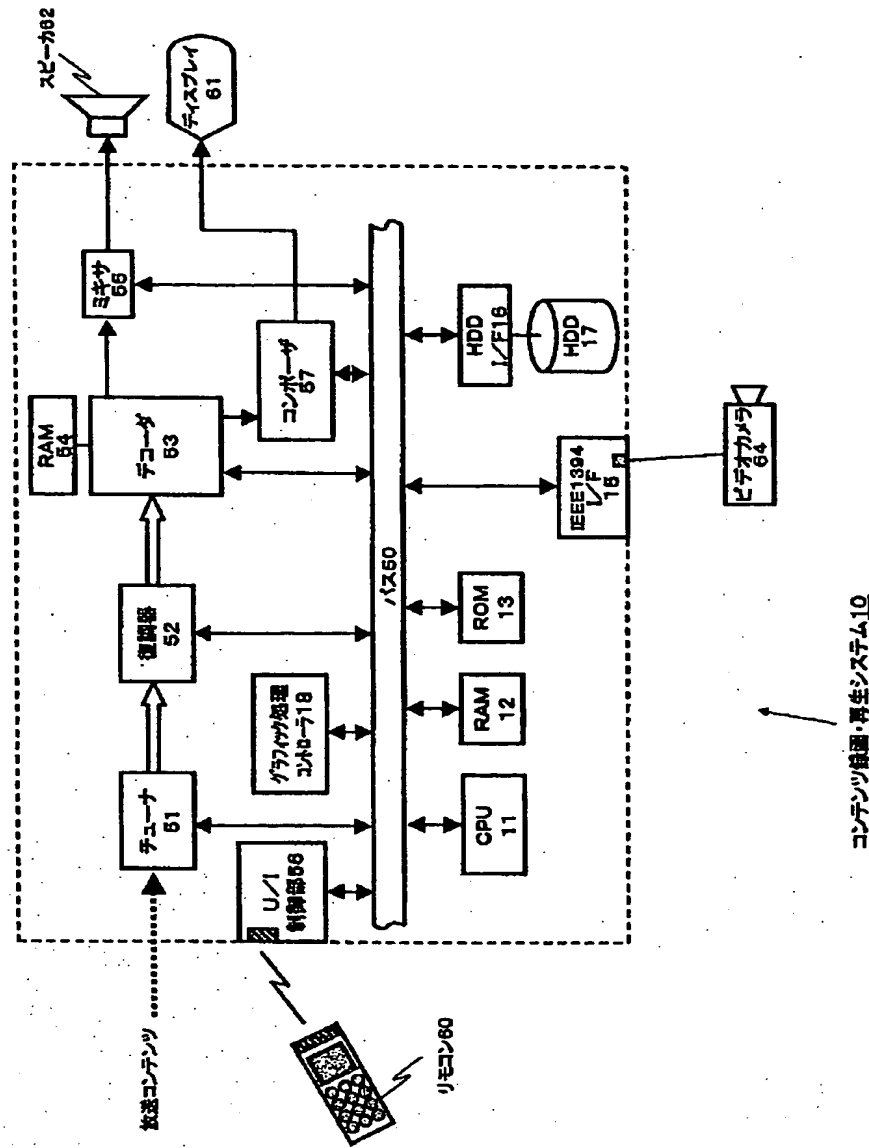 放送コンテンツ
チューナ
51
復調器
52
デコーダ
53
RAM
54
ミキサ
56
スピーカ62
ディスプレイ
61
コンポーザ
57
U/I
制御部58
グラフィック処理
コントローラ18
リモコン60
バス50
CPU
11
RAM
12
ROM
13
IEEE1394
I/F
15
HDD
I/F16
HDD
17
ビデオカメラ
64
コンテンツ録画・再生システム10